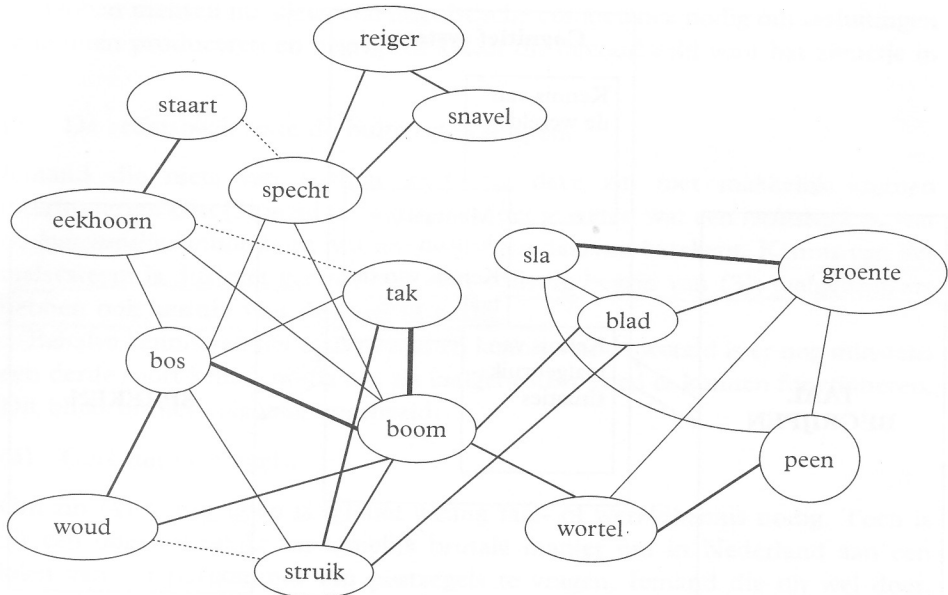 reiger
staart
snavel
specht
eekhoorn
sla
groente
tak
blad
bos
boom
peen
woud
wortel
struik